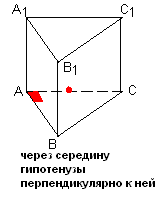 A1
C1
B1
A
C
B
через середину
гипотенузы
перпендикулярно к ней